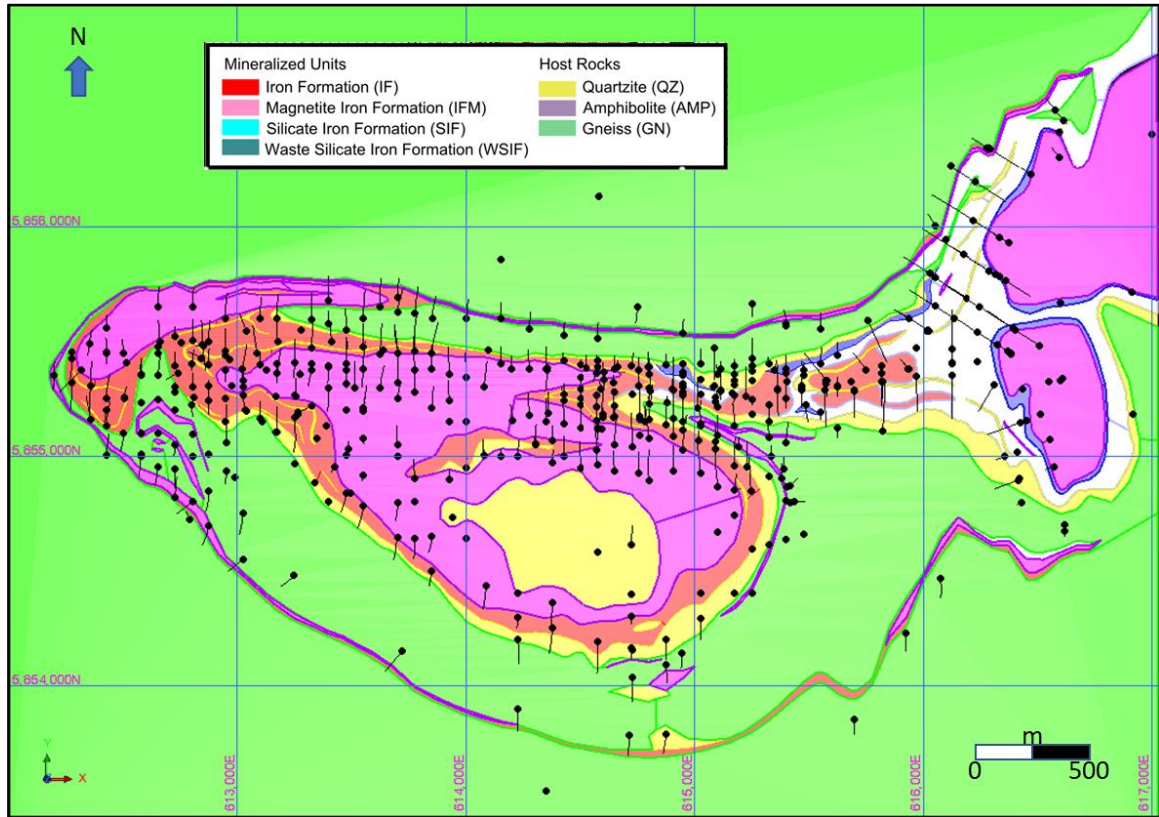 N
Mineralized Units
Host Rocks
Iron Formation (IF)
Quartzite (QZ)
Magnetite Iron Formation (IFM)
Amphibolite (AMP)
Silicate Iron Formation (SIF)
Gneiss (GN)
Waste Silicate Iron Formation (WSIF)
5,856,000N
5,855,000N
5,854,000N
Y
X
613,000E
614,000E
615,000E
616,000E
617,000E
m
0 500